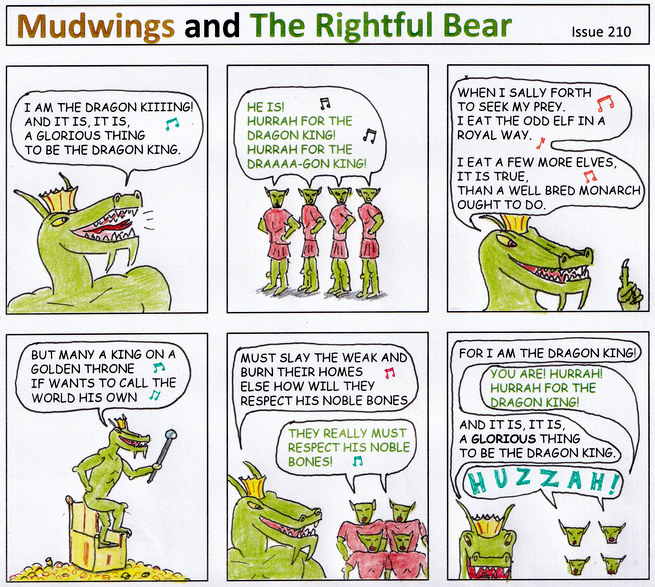 Mudwings and The Rightful Bear
Issue 210
I AM THE DRAGON KIIIING!
AND IT IS, IT IS,
A GLORIOUS THING
TO BE THE DRAGON KING.
HE IS!
HURRAH FOR THE
DRAGON KING!
HURRAH FOR THE
DRAAAA-GON KING!
WHEN I SALLY FORTH
TO SEEK MY PREY.
I EAT THE ODD ELF IN A
ROYAL WAY.
I EAT A FEW MORE ELVES,
IT IS TRUE,
THAN A WELL BRED MONARCH
OUGHT TO DO.
BUT MANY A KING ON A
GOLDEN THRONE
IF WANTS TO CALL THE
WORLD HIS OWN
MUST SLAY THE WEAK AND
BURN THEIR HOMES
ELSE HOW WILL THEY
RESPECT HIS NOBLE BONES
THEY REALLY MUST
RESPECT HIS NOBLE
BONES!
FOR I AM THE DRAGON KING!
YOU ARE! HURRAH!
HURRAH FOR THE
DRAGON KING!
AND IT IS, IT IS,
A GLORIOUS THING
TO BE THE DRAGON KING.
HUZZAH!